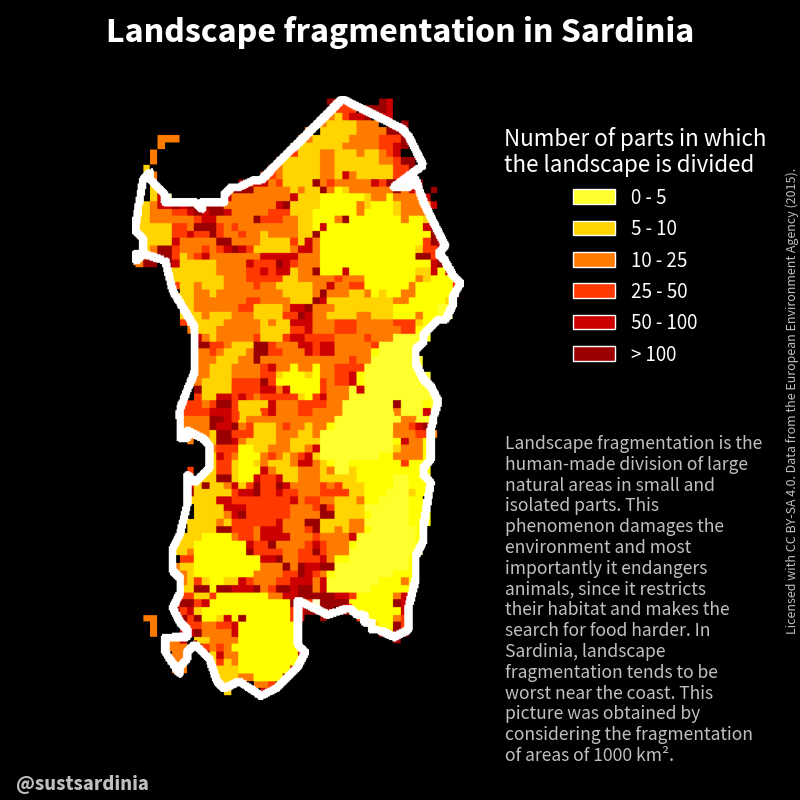 Landscape fragmentation in Sardinia
Number of parts in which
the landscape is divided
0 - 5
5 - 10
10 - 25
25 - 50
50 - 100
> 100
Landscape fragmentation is the
human-made division of large
natural areas in small and
isolated parts. This
phenomenon damages the
environment and most
importantly it endangers
animals, since it restricts
their habitat and makes the
search for food harder. In
Sardinia, landscape
fragmentation tends to be
worst near the coast. This
picture was obtained by
considering the fragmentation
of areas of 1000 km².
Licensed with CC BY-SA 4.0. Data from the European Environment Agency (2015).
@sustsardinia